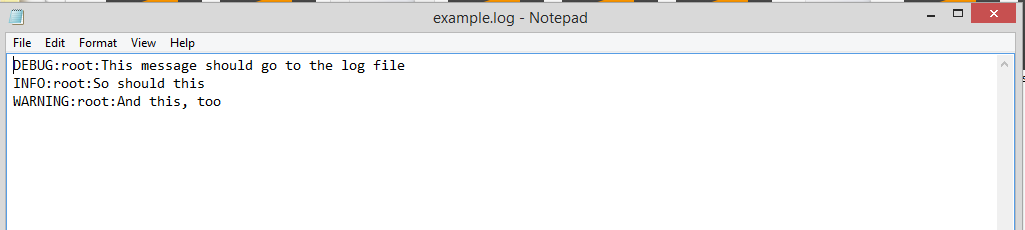 example.log - Notepad
File Edit Format View Help
DEBUG:root:This message should go to the log file
INFO:root:So should this
WARNING:root:And this, too